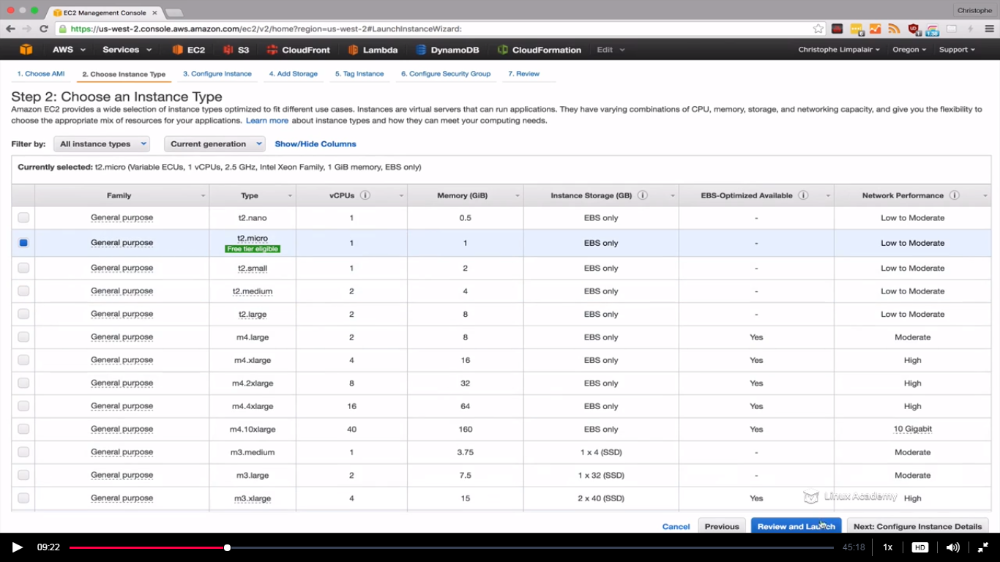 EC2 Management Console
Christophe
https://us-west-2.console.aws.amazon.com/ec2/v2/home?region=us-west-2#LaunchInstanceWizard:
AWS Services EC2 S3 CloudFront Lambda DynamoDB CloudFormation Edit Christophe Limpalair Oregon Support
1. Choose AMI 2. Choose Instance Type 3. Configure Instance 4. Add Storage 5. Tag Instance 6. Configure Security Group 7. Review
Step 2: Choose an Instance Type
Amazon EC2 provides a wide selection of instance types optimized to fit different use cases. Instances are virtual servers that can run applications. They have varying combinations of CPU, memory, storage, and networking capacity, and give you the flexibility to
choose the appropriate mix of resources for your applications. Learn more about instance types and how they can meet your computing needs.
Filter by: All instance types Current generation Show/Hide Columns
Currently selected: t2.micro (Variable ECUs, 1 vCPUs, 2.5 GHz, Intel Xeon Family, 1 GiB memory, EBS only)
Family Type vCPUs Memory (GiB) Instance Storage (GB) EBS-Optimized Available Network Performance
General purpose t2.nano 1 0.5 EBS only - Low to Moderate
General purpose t2.micro 1 1 EBS only - Low to Moderate
Free tier eligible
General purpose t2.small 1 2 EBS only - Low to Moderate
General purpose t2.medium 2 4 EBS only - Low to Moderate
General purpose t2.large 2 8 EBS only - Low to Moderate
General purpose m4.large 2 8 EBS only Yes Moderate
General purpose m4.xlarge 4 16 EBS only Yes High
General purpose m4.2xlarge 8 32 EBS only Yes High
General purpose m4.4xlarge 16 64 EBS only Yes High
General purpose m4.10xlarge 40 160 EBS only Yes 10 Gigabit
General purpose m3.medium 1 3.75 1 x 4 (SSD) - Moderate
General purpose m3.large 2 7.5 1 x 32 (SSD) - Moderate
General purpose m3.xlarge 4 15 2 x 40 (SSD) Yes High
Linux Academy
Cancel Previous Review and Launch Next: Configure Instance Details
09:22 45:18 1x HD